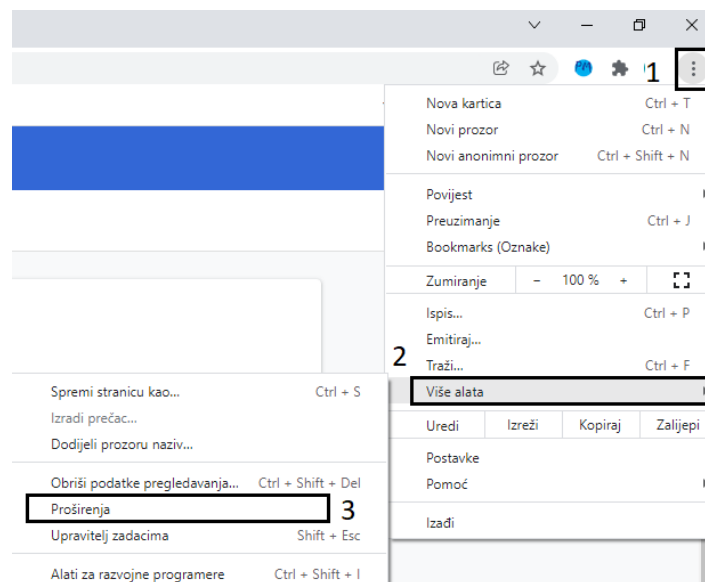 1
Nova kartica Ctrl + T
Novi prozor Ctrl + N
Novi anonimni prozor Ctrl + Shift + N
Povijest
Preuzimanje Ctrl + J
Bookmarks (Oznake)
Zumiranje - 100 % +
Ispis... Ctrl + P
Emitiraj...
2
Traži... Ctrl + F
Više alata
Uredi Izreži Kopiraj Zalijepi
Postavke
Pomoć
Izađi
Spremi stranicu kao... Ctrl + S
Izradi prečac...
Dodijeli prozoru naziv...
Obriši podatke pregledavanja... Ctrl + Shift + Del
Proširenja 3
Upravitelj zadacima Shift + Esc
Alati za razvojne programere Ctrl + Shift + I